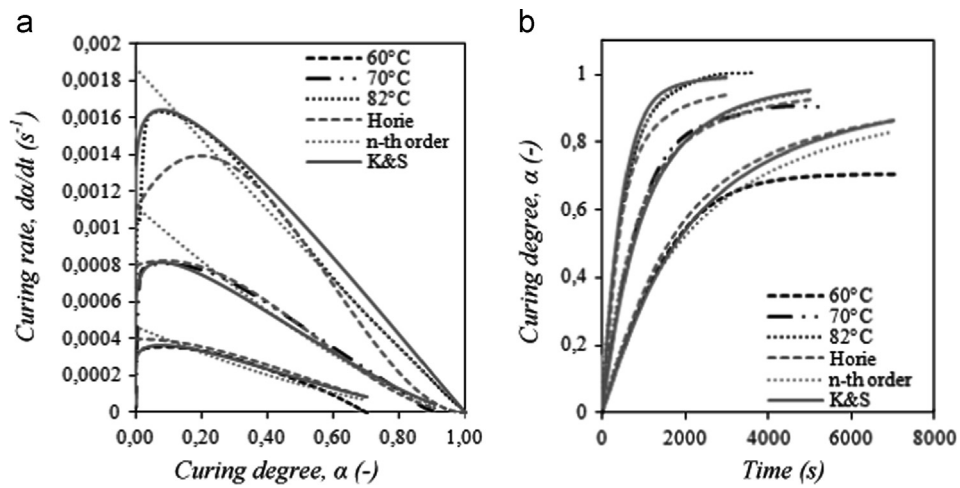 a
b
0,002
0,0018
0,0016
0,0014
0,0012
0,001
0,0008
0,0006
0,0004
0,0002
0
Curing rate, dα/dt (s-1)
60°C
70°C
82°C
Horie
n-th order
K&S
0,00 0,20 0,40 0,60 0,80 1,00
Curing degree, α (-)
1
0,8
0,6
0,4
0,2
0
Curing degree, α (-)
60°C
70°C
82°C
Horie
n-th order
K&S
0 2000 4000 6000 8000
Time (s)